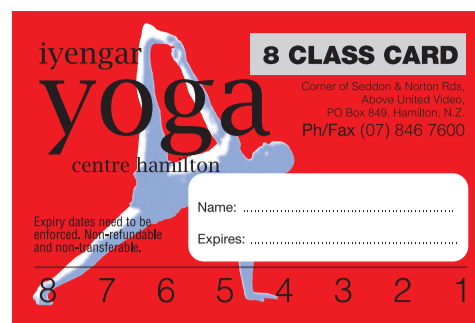 iyengar
yoga
centre hamilton
8 CLASS CARD
Corner of Seddon & Norton Rds,
Above United Video,
PO Box 849, Hamilton, N.Z.
Ph/Fax (07) 846 7600
Name: ..........................................................
Expires: ........................................................
Expiry dates need to be
enforced. Non-refundable
and non-transferable.
8 7 6 5 4 3 2 1